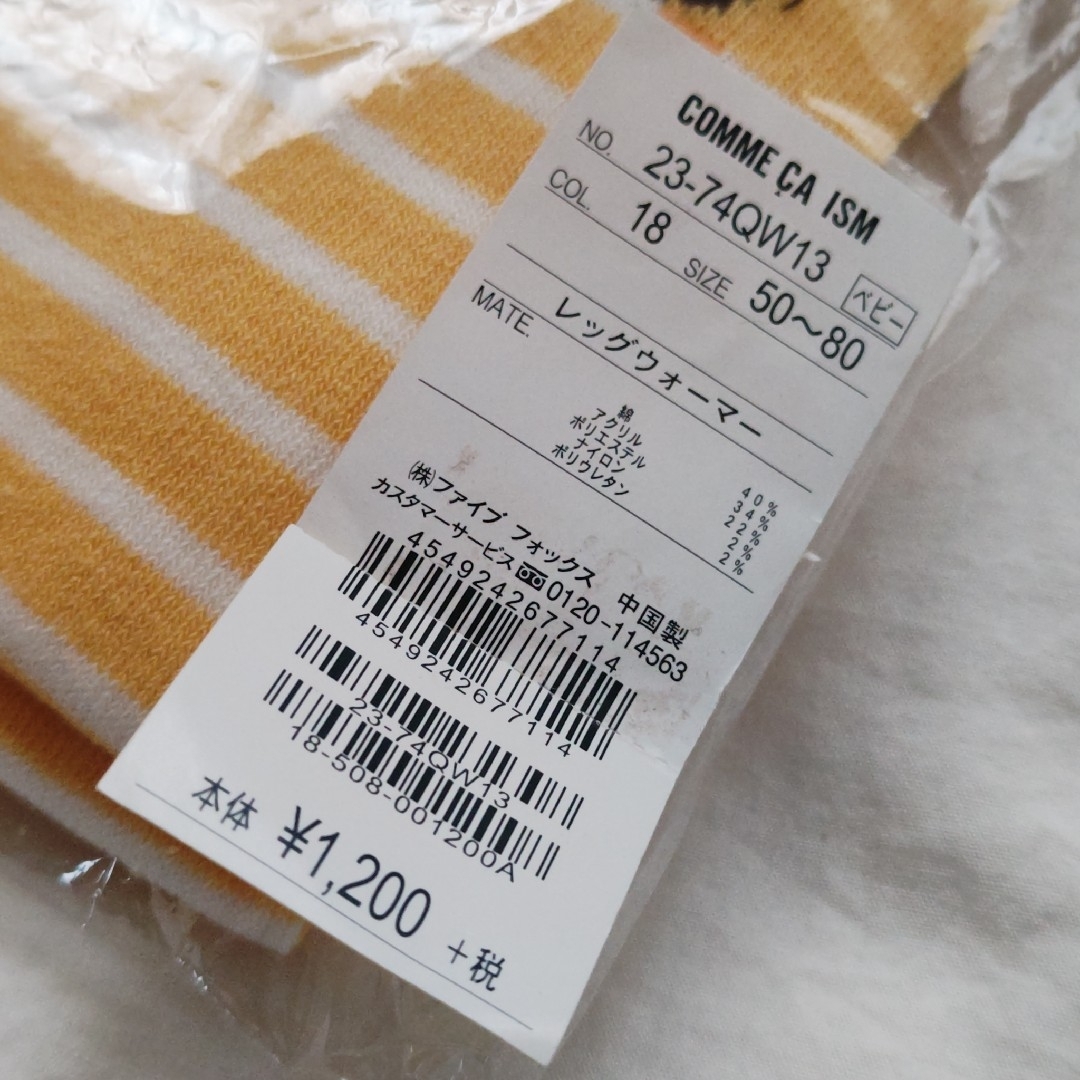 COMME ÇA ISM
NO. 23-74QW13
COL. 18 SIZE 50～80 ベビー
レッグウォーマー
MATE.
綿 40%
アクリル 34%
ポリエステル 22%
ナイロン 2%
ポリウレタン 2%
㈱ファイブ フォックス 中国製
カスタマーサービス 0120-114563
4549242677114
4549242677114
23-74QW13
18-508-001200A
本体 ¥1,200 +税